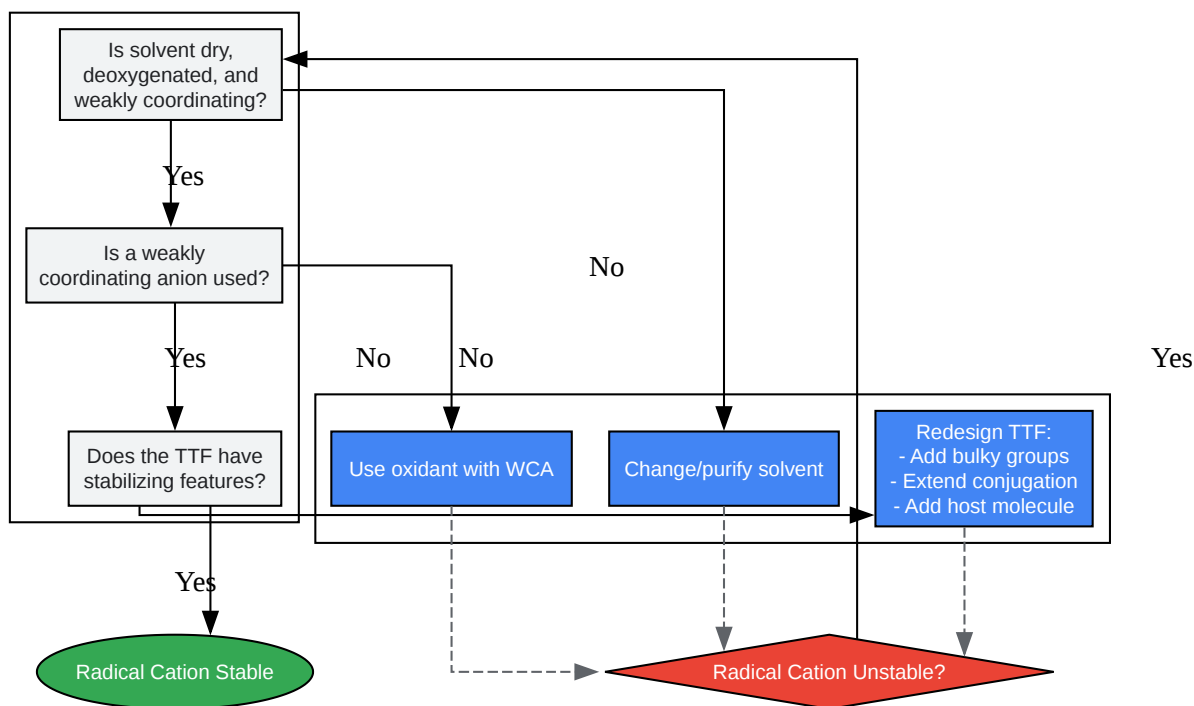 Is solvent dry,
deoxygenated, and
weakly coordinating?
Yes
Is a weakly
coordinating anion used?
No
Yes
No
No
Yes
Does the TTF have
stabilizing features?
Use oxidant with WCA
Change/purify solvent
Redesign TTF:
- Add bulky groups
- Extend conjugation
- Add host molecule
Yes
Radical Cation Stable
Radical Cation Unstable?